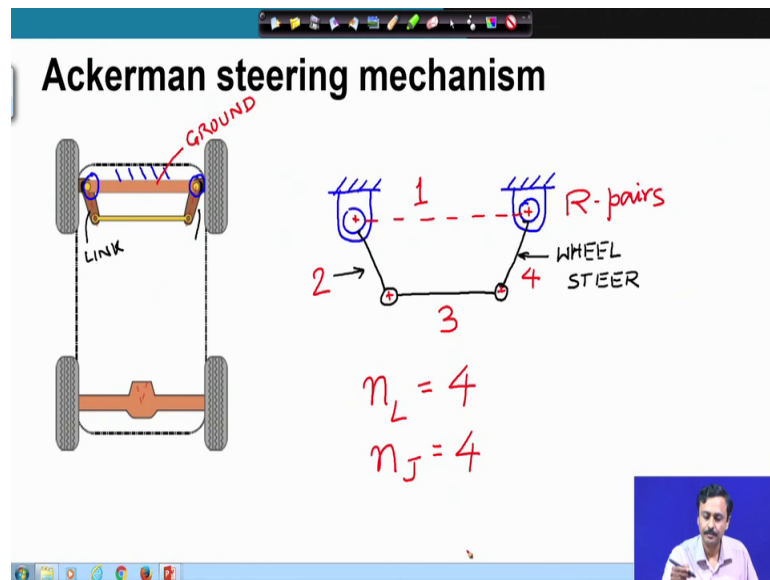 Ackerman steering mechanism
GROUND
LINK
1
R-pairs
2
WHEEL
STEER
4
3
n_L = 4
n_J = 4